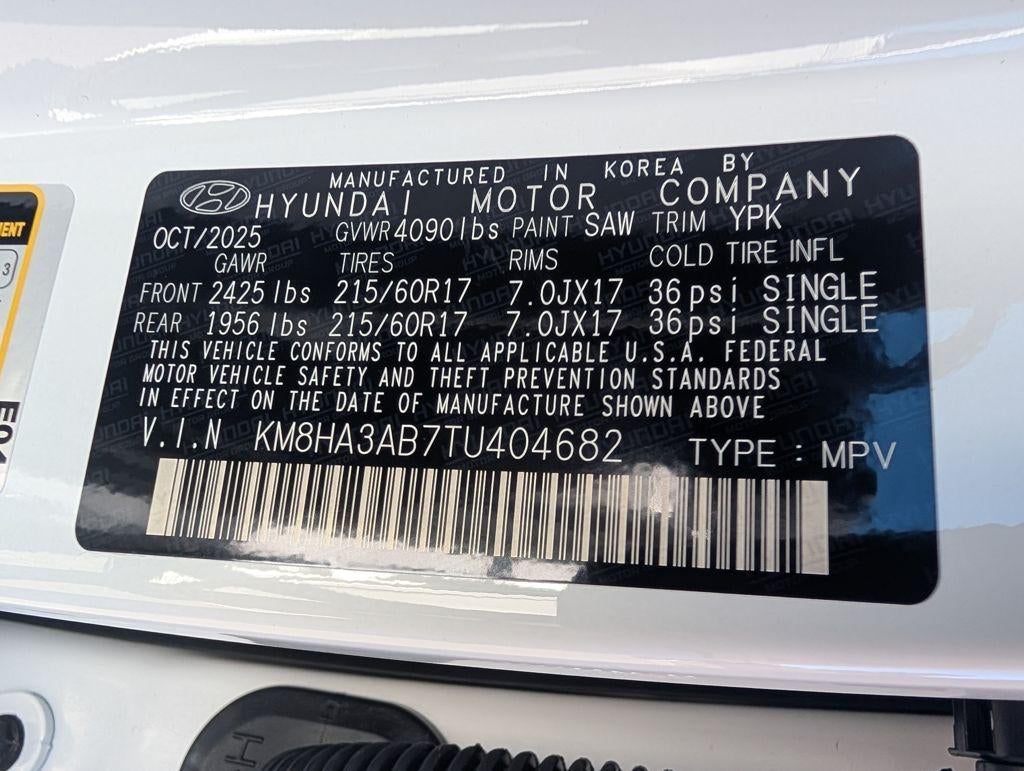 MANUFACTURED IN KOREA BY
HYUNDAI MOTOR COMPANY
OCT/2025 GVWR 4090lbs PAINT SAW TRIM YPK
GAWR TIRES RIMS COLD TIRE INFL
FRONT 2425 lbs 215/60R17 7.0JX17 36psi SINGLE
REAR 1956 lbs 215/60R17 7.0JX17 36psi SINGLE
THIS VEHICLE CONFORMS TO ALL APPLICABLE U.S.A. FEDERAL
MOTOR VEHICLE SAFETY AND THEFT PREVENTION STANDARDS
IN EFFECT ON THE DATE OF MANUFACTURE SHOWN ABOVE
V.I.N KM8HA3AB7TU404682 TYPE : MPV
3
H